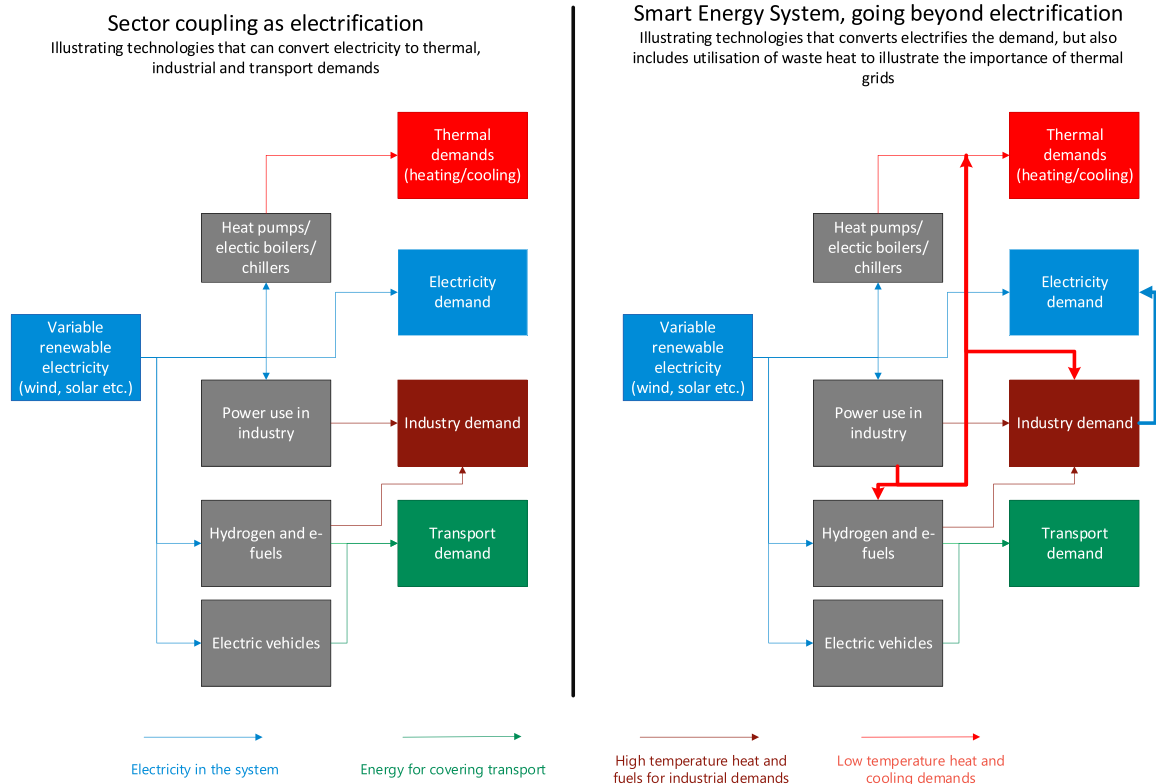 Sector coupling as electrification
Illustrating technologies that can convert electricity to thermal,
industrial and transport demands
Thermal
demands
(heating/cooling)
Heat pumps/
electic boilers/
chillers
Electricity
demand
Variable
renewable
electricity
(wind, solar etc.)
Power use in
industry
Industry demand
Hydrogen and e-
fuels
Transport
demand
Electric vehicles
Smart Energy System, going beyond electrification
Illustrating technologies that converts electrifies the demand, but also
includes utilisation of waste heat to illustrate the importance of thermal
grids
Thermal
demands
(heating/cooling)
Heat pumps/
electic boilers/
chillers
Electricity
demand
Variable
renewable
electricity
(wind, solar etc.)
Power use in
industry
Industry demand
Hydrogen and e-
fuels
Transport
demand
Electric vehicles
Electricity in the system
Energy for covering transport
High temperature heat and
fuels for industrial demands
Low temperature heat and
cooling demands